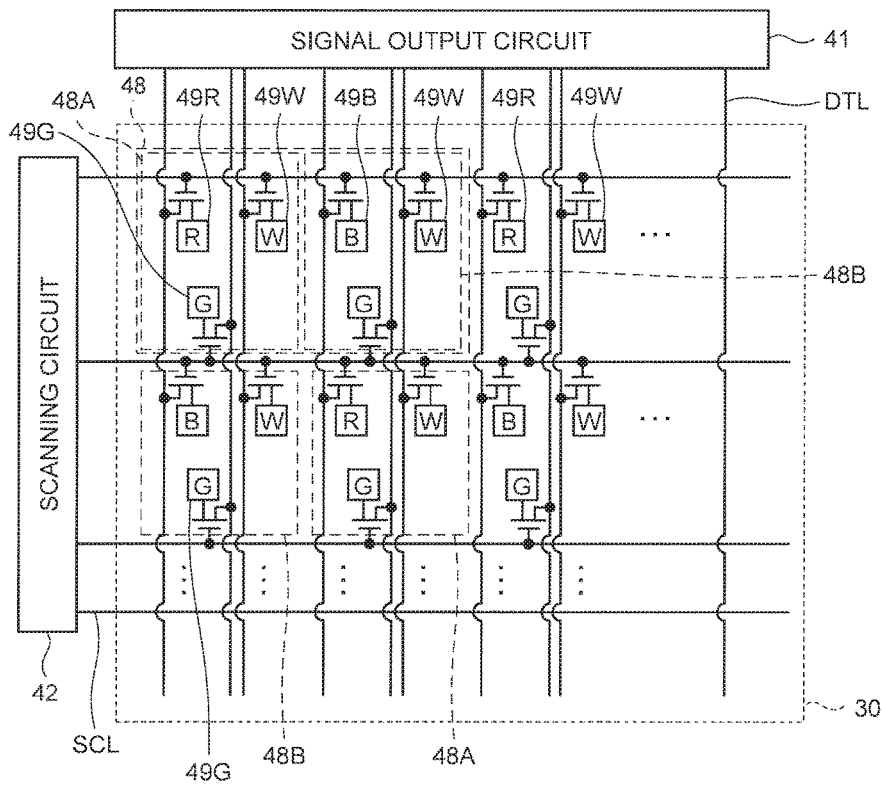 SIGNAL OUTPUT CIRCUIT
41
48A 48 49R 49W 49B 49W 49R 49W DTL
49G
R W B W R W ...
48B
G G G
SCANNING CIRCUIT
B W R W B W ...
G G G
42
30
SCL
49G 48B 48A